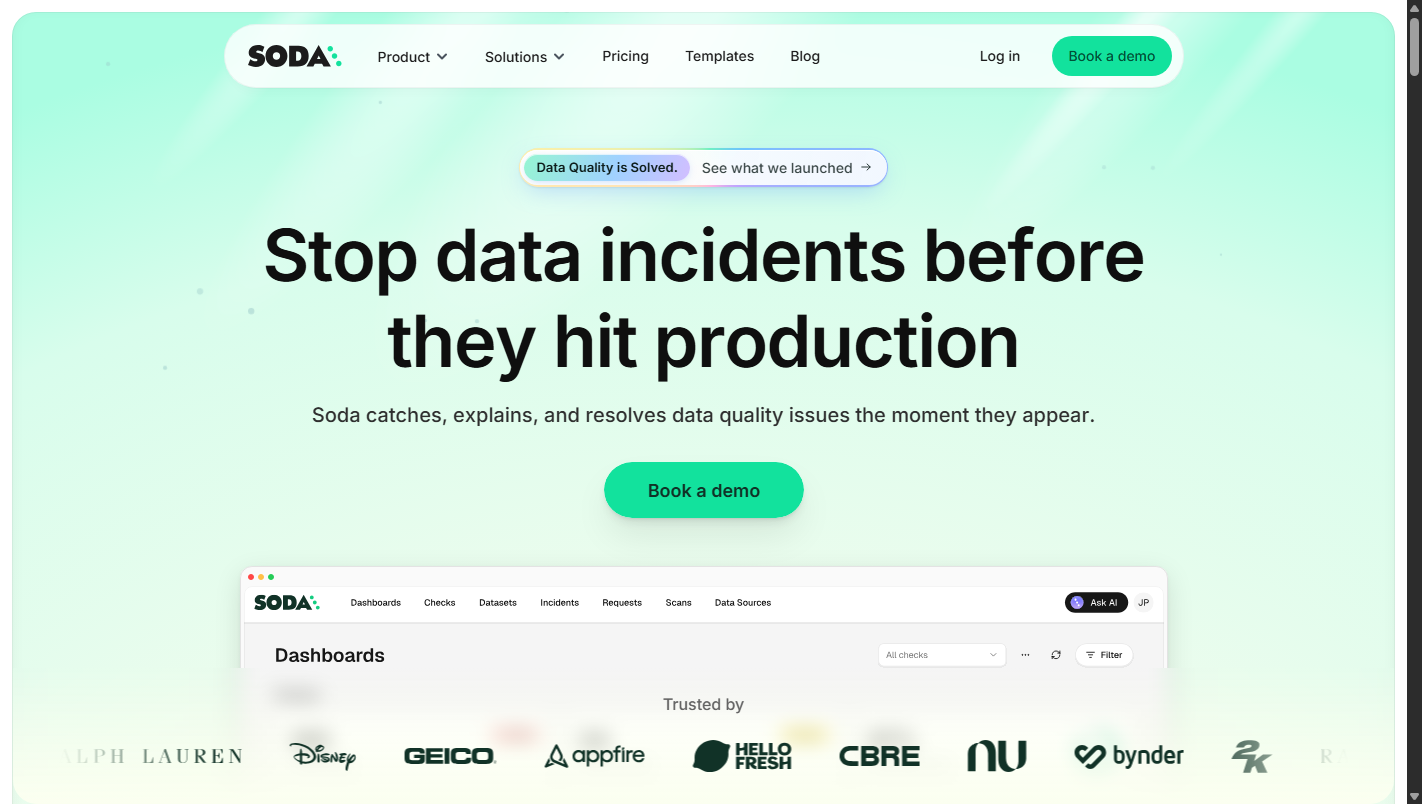 SODA
Product
Solutions
Pricing
Templates
Blog
Log in
Book a demo
Data Quality is Solved. See what we launched →
Stop data incidents before
they hit production
Soda catches, explains, and resolves data quality issues the moment they appear.
Book a demo
SODA
Dashboards
Checks
Datasets
Incidents
Requests
Scans
Data Sources
Ask AI
JP
Dashboards
All checks
Filter
Trusted by
ALPH LAUREN
Disney
GEICO
appfire
HELLO
FRESH
CBRE
nu
bynder
2K
R